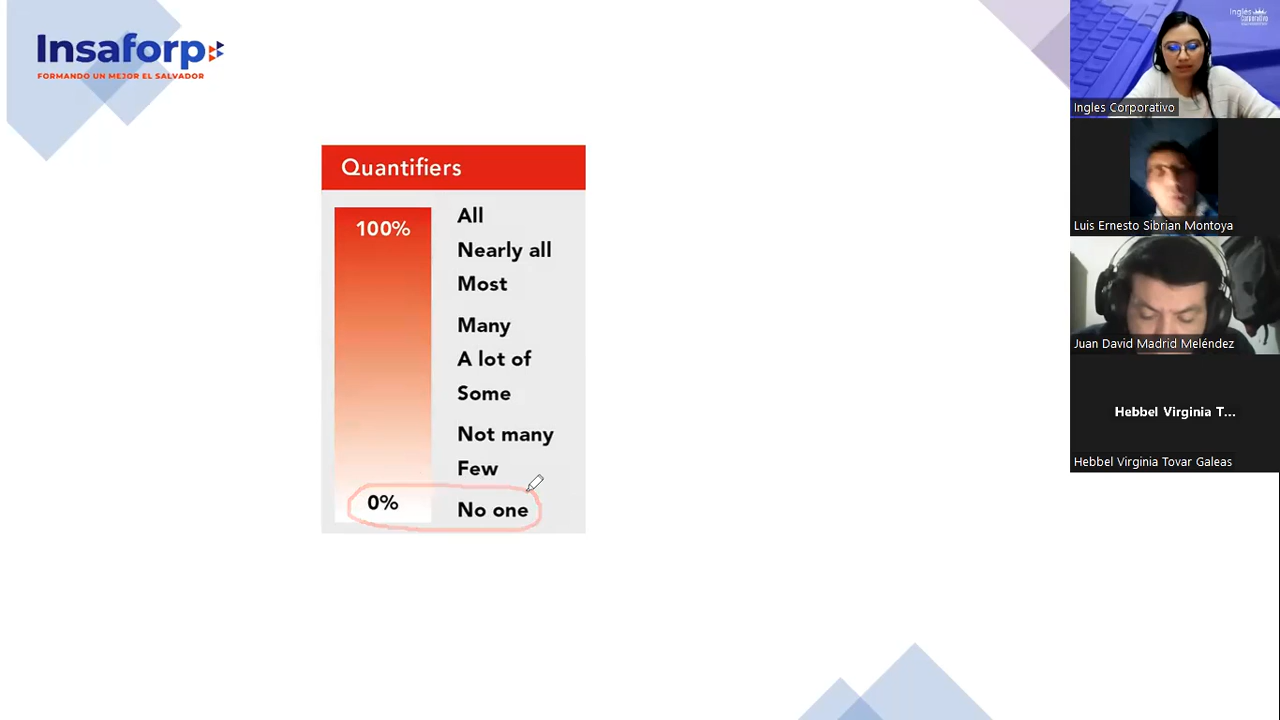 Insaforp
FORMANDO UN MEJOR EL SALVADOR
Quantifiers
100%
All
Nearly all
Most
Many
A lot of
Some
Not many
Few
0%
No one
Inglés
Corporativo
Ingles Corporativo
Luis Ernesto Sibrian Montoya
Juan David Madrid Meléndez
Hebbel Virginia T...
Hebbel Virginia Tovar Galeas